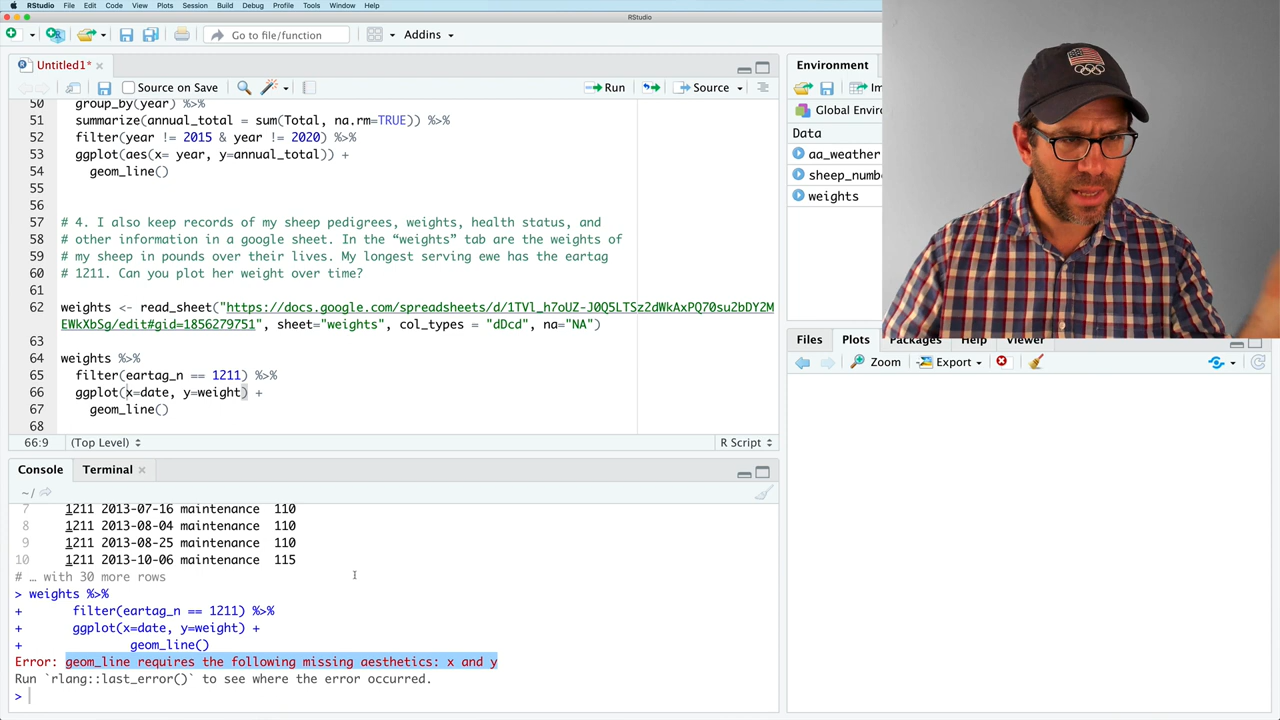 RStudio File Edit Code View Plots Session Build Debug Profile Tools Window Help
RStudio
Go to file/function Addins
Untitled1*
Source on Save Run Source
50 group_by(year) %>%
51 summarize(annual_total = sum(Total, na.rm=TRUE)) %>%
52 filter(year != 2015 & year != 2020) %>%
53 ggplot(aes(x= year, y=annual_total)) +
54 geom_line()
55
56
57 # 4. I also keep records of my sheep pedigrees, weights, health status, and
58 # other information in a google sheet. In the “weights” tab are the weights of
59 # my sheep in pounds over their lives. My longest serving ewe has the eartag
60 # 1211. Can you plot her weight over time?
61
62 weights <- read_sheet("https://docs.google.com/spreadsheets/d/1TVl_h7oUZ-J0Q5LTSz2dWkAxPQ70su2bDY2M
EWkXbSg/edit#gid=1856279751", sheet="weights", col_types = "dDcd", na="NA")
63
64 weights %>%
65 filter(eartag_n == 1211) %>%
66 ggplot(x=date, y=weight) +
67 geom_line()
68
66:9 (Top Level) R Script
Console Terminal
~/
7 1211 2013-07-16 maintenance 110
8 1211 2013-08-04 maintenance 110
9 1211 2013-08-25 maintenance 110
10 1211 2013-10-06 maintenance 115
# … with 30 more rows
> weights %>%
+ filter(eartag_n == 1211) %>%
+ ggplot(x=date, y=weight) +
+ geom_line()
Error: geom_line requires the following missing aesthetics: x and y
Run `rlang::last_error()` to see where the error occurred.
>
Environment
Im
Global Enviro
Data
aa_weather
sheep_numb
weights
Files Plots Packages Help Viewer
Zoom Export